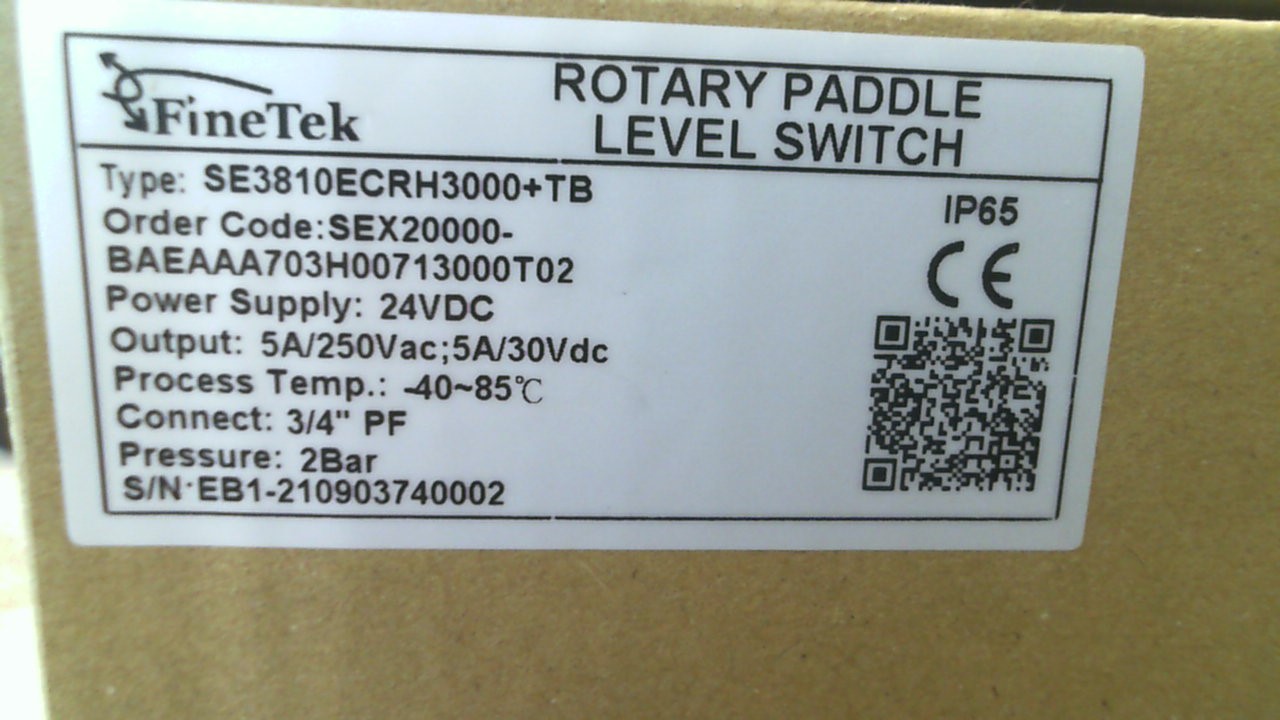 FineTek
ROTARY PADDLE
LEVEL SWITCH
Type: SE3810ECRH3000+TB
Order Code:SEX20000-
BAEAAA703H00713000T02
Power Supply: 24VDC
Output: 5A/250Vac;5A/30Vdc
Process Temp.: -40~85℃
Connect: 3/4" PF
Pressure: 2Bar
S/N:EB1-210903740002
IP65
CE